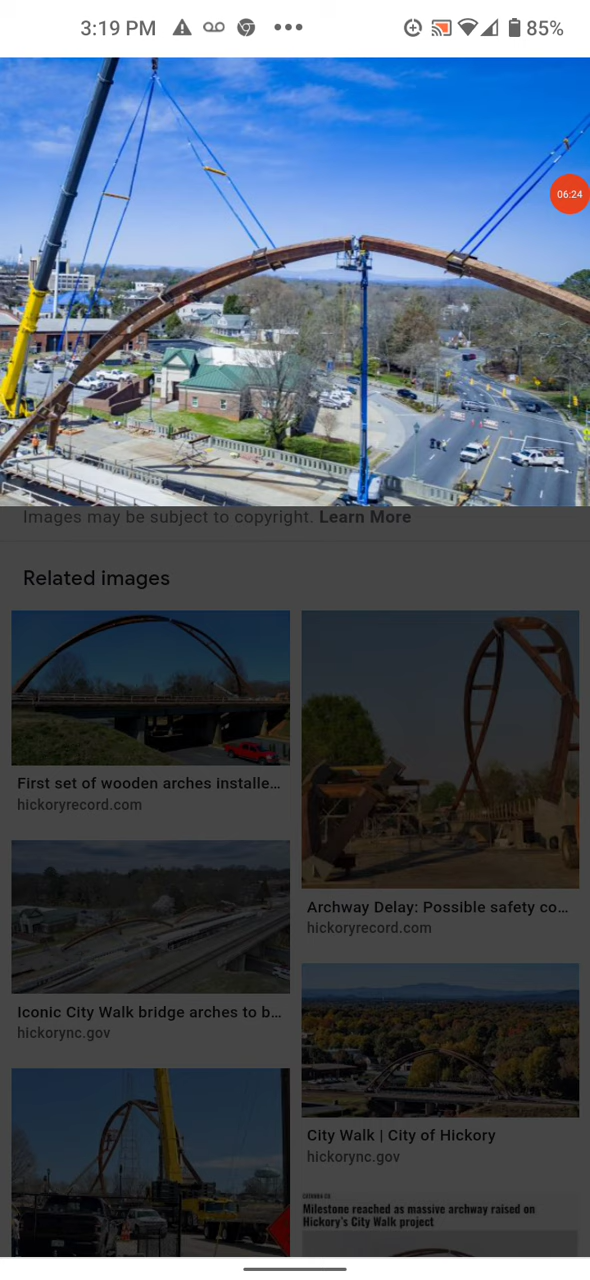 3:19 PM
85%
06:24
Images may be subject to copyright. Learn More
Related images
First set of wooden arches installe...
hickoryrecord.com
Archway Delay: Possible safety co...
hickoryrecord.com
Iconic City Walk bridge arches to b...
hickorync.gov
City Walk | City of Hickory
hickorync.gov
Milestone reached as massive archway raised on
Hickory's City Walk project